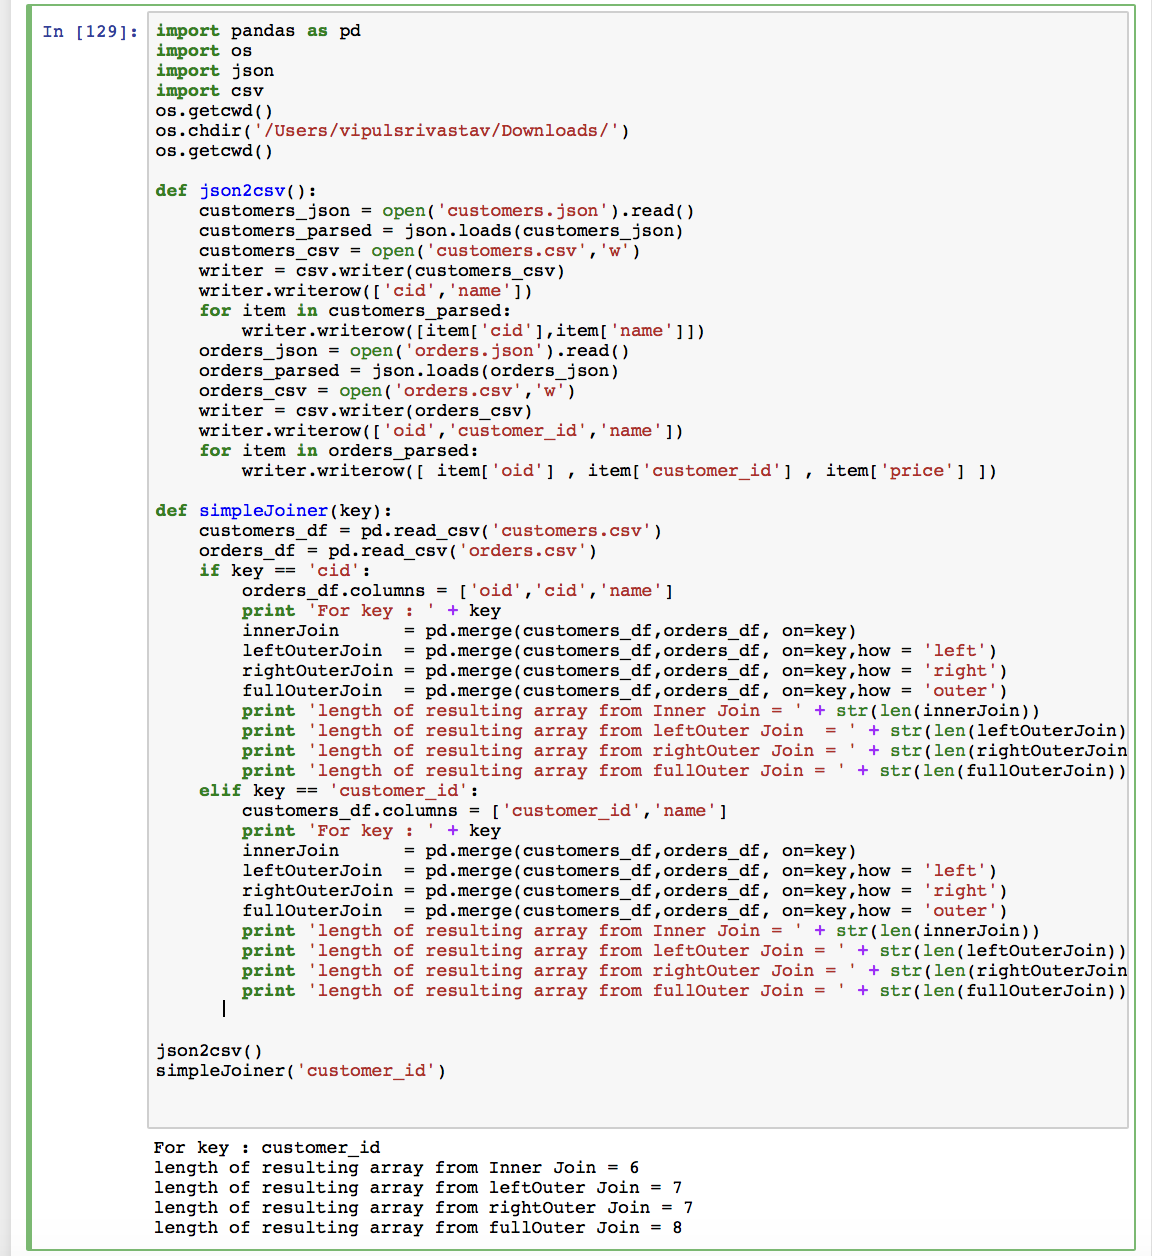 In [129]:
import pandas as pd
import os
import json
import csv
os.getcwd()
os.chdir('/Users/vipulsrivastav/Downloads/')
os.getcwd()

def json2csv():
    customers_json = open('customers.json').read()
    customers_parsed = json.loads(customers_json)
    customers_csv = open('customers.csv','w')
    writer = csv.writer(customers_csv)
    writer.writerow(['cid','name'])
    for item in customers_parsed:
        writer.writerow([item['cid'],item['name']])
    orders_json = open('orders.json').read()
    orders_parsed = json.loads(orders_json)
    orders_csv = open('orders.csv','w')
    writer = csv.writer(orders_csv)
    writer.writerow(['oid','customer_id','name'])
    for item in orders_parsed:
        writer.writerow([ item['oid'] , item['customer_id'] , item['price'] ])

def simpleJoiner(key):
    customers_df = pd.read_csv('customers.csv')
    orders_df = pd.read_csv('orders.csv')
    if key == 'cid':
        orders_df.columns = ['oid','cid','name']
        print 'For key : ' + key
        innerJoin      = pd.merge(customers_df,orders_df, on=key)
        leftOuterJoin  = pd.merge(customers_df,orders_df, on=key,how = 'left')
        rightOuterJoin = pd.merge(customers_df,orders_df, on=key,how = 'right')
        fullOuterJoin  = pd.merge(customers_df,orders_df, on=key,how = 'outer')
        print 'length of resulting array from Inner Join = ' + str(len(innerJoin))
        print 'length of resulting array from leftOuter Join  = ' + str(len(leftOuterJoin)
        print 'length of resulting array from rightOuter Join = ' + str(len(rightOuterJoin
        print 'length of resulting array from fullOuter Join = ' + str(len(fullOuterJoin))
    elif key == 'customer_id':
        customers_df.columns = ['customer_id','name']
        print 'For key : ' + key
        innerJoin      = pd.merge(customers_df,orders_df, on=key)
        leftOuterJoin  = pd.merge(customers_df,orders_df, on=key,how = 'left')
        rightOuterJoin = pd.merge(customers_df,orders_df, on=key,how = 'right')
        fullOuterJoin  = pd.merge(customers_df,orders_df, on=key,how = 'outer')
        print 'length of resulting array from Inner Join = ' + str(len(innerJoin))
        print 'length of resulting array from leftOuter Join = ' + str(len(leftOuterJoin))
        print 'length of resulting array from rightOuter Join = ' + str(len(rightOuterJoin
        print 'length of resulting array from fullOuter Join = ' + str(len(fullOuterJoin))

json2csv()
simpleJoiner('customer_id')

For key : customer_id
length of resulting array from Inner Join = 6
length of resulting array from leftOuter Join = 7
length of resulting array from rightOuter Join = 7
length of resulting array from fullOuter Join = 8